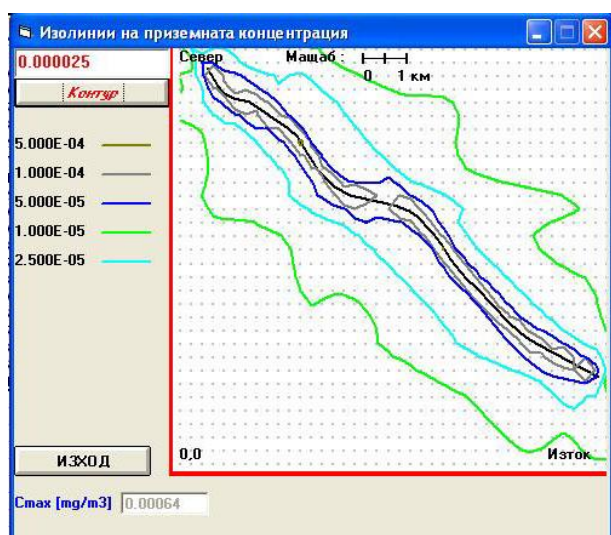 Изолинии на приземната концентрация
0.000025
Контур
5.000E-04
1.000E-04
5.000E-05
1.000E-05
2.500E-05
ИЗХОД
Север
Мащаб :
0 1 км
0,0
Изток
Cmax [mg/m3] 0.00064